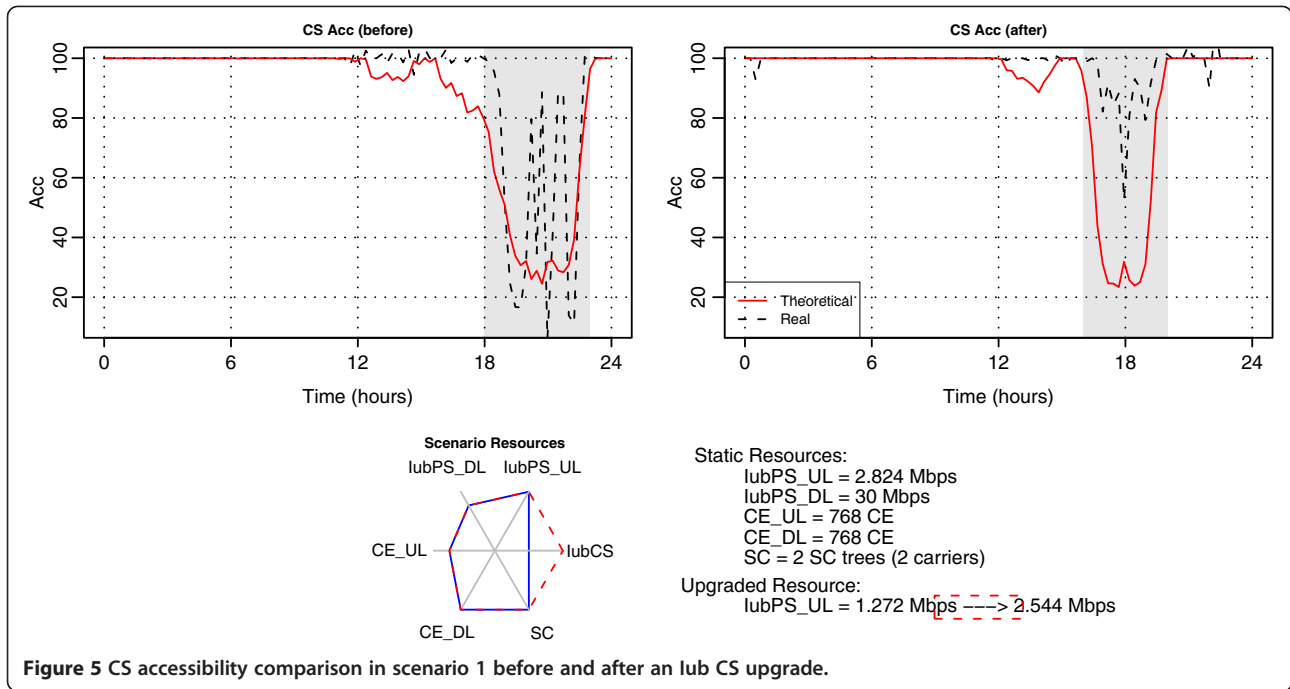 CS Acc (before)
Acc
20 40 60 80 100
0 6 12 18 24
Time (hours)
CS Acc (after)
20 40 60 80 100
Theoretical
Real
0 6 12 18 24
Time (hours)
Scenario Resources
IubPS_DL IubPS_UL
CE_UL IubCS
CE_DL SC
Static Resources:
IubPS_UL = 2.824 Mbps
IubPS_DL = 30 Mbps
CE_UL = 768 CE
CE_DL = 768 CE
SC = 2 SC trees (2 carriers)
Upgraded Resource:
IubPS_UL = 1.272 Mbps −−−> 2.544 Mbps
Figure 5 CS accessibility comparison in scenario 1 before and after an Iub CS upgrade.